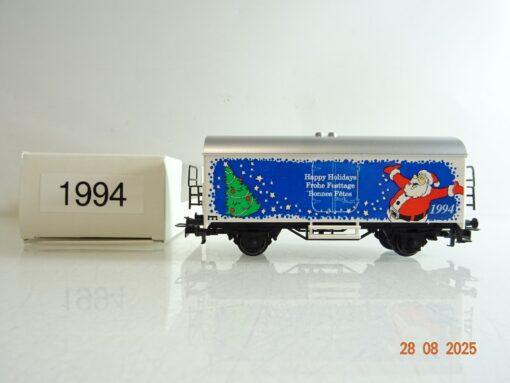 1994
Happy Holidays
Frohe Festtage
Bonnes Fêtes
1994
E
28 08 2025